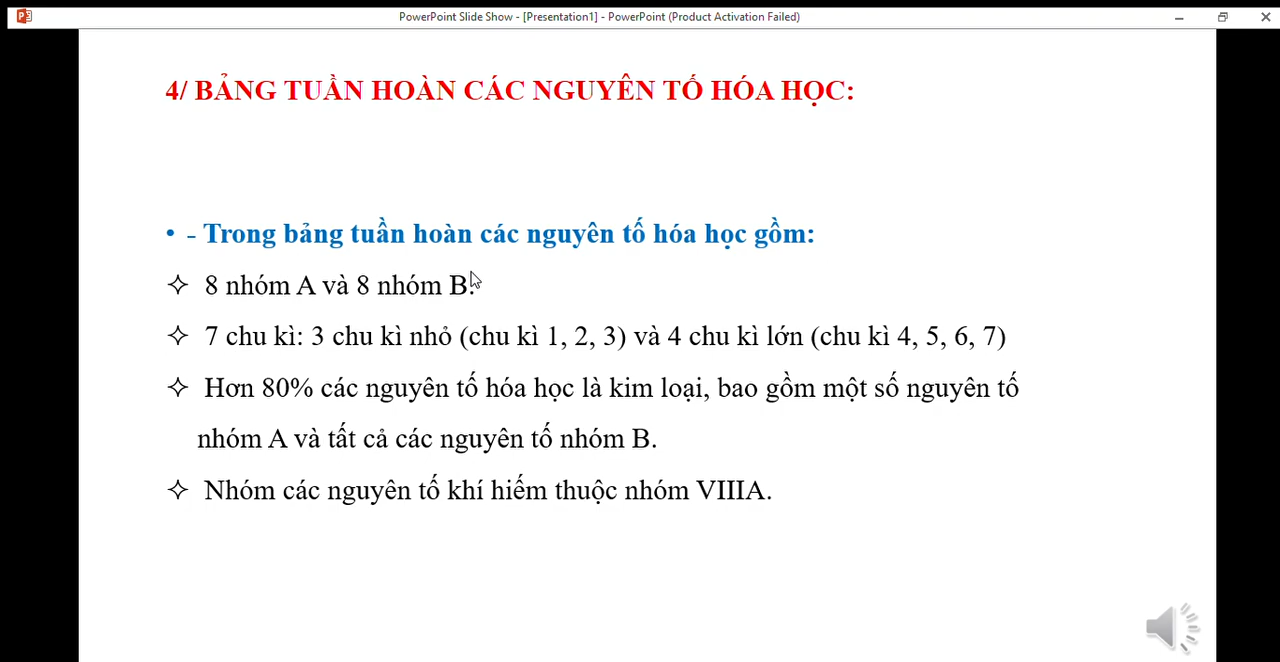 PowerPoint Slide Show - [Presentation1] - PowerPoint (Product Activation Failed)
4/ BẢNG TUẦN HOÀN CÁC NGUYÊN TỐ HÓA HỌC:
• - Trong bảng tuần hoàn các nguyên tố hóa học gồm:
✧ 8 nhóm A và 8 nhóm B.
✧ 7 chu kì: 3 chu kì nhỏ (chu kì 1, 2, 3) và 4 chu kì lớn (chu kì 4, 5, 6, 7)
✧ Hơn 80% các nguyên tố hóa học là kim loại, bao gồm một số nguyên tố
nhóm A và tất cả các nguyên tố nhóm B.
✧ Nhóm các nguyên tố khí hiếm thuộc nhóm VIIIA.